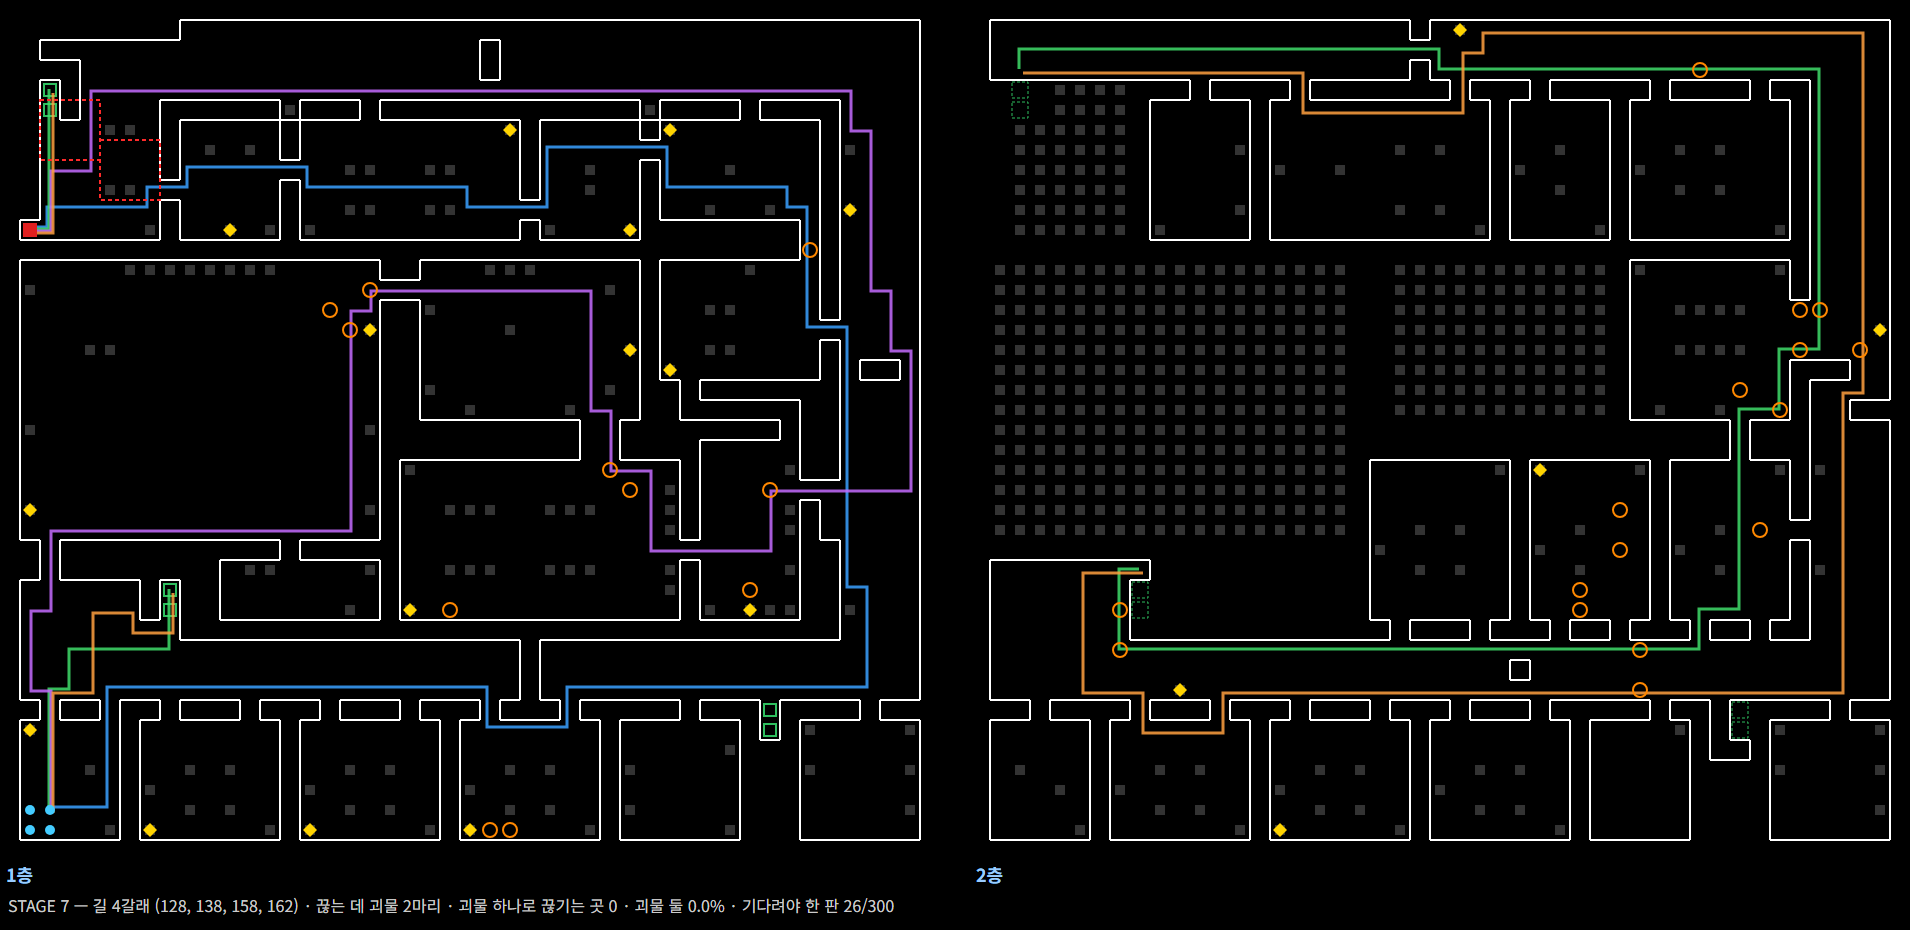 1층
2층
STAGE 7 — 길 4갈래 (128, 138, 158, 162) · 끊는 데 괴물 2마리 · 괴물 하나로 끊기는 곳 0 · 괴물 둘 0.0% · 기다려야 한 판 26/300